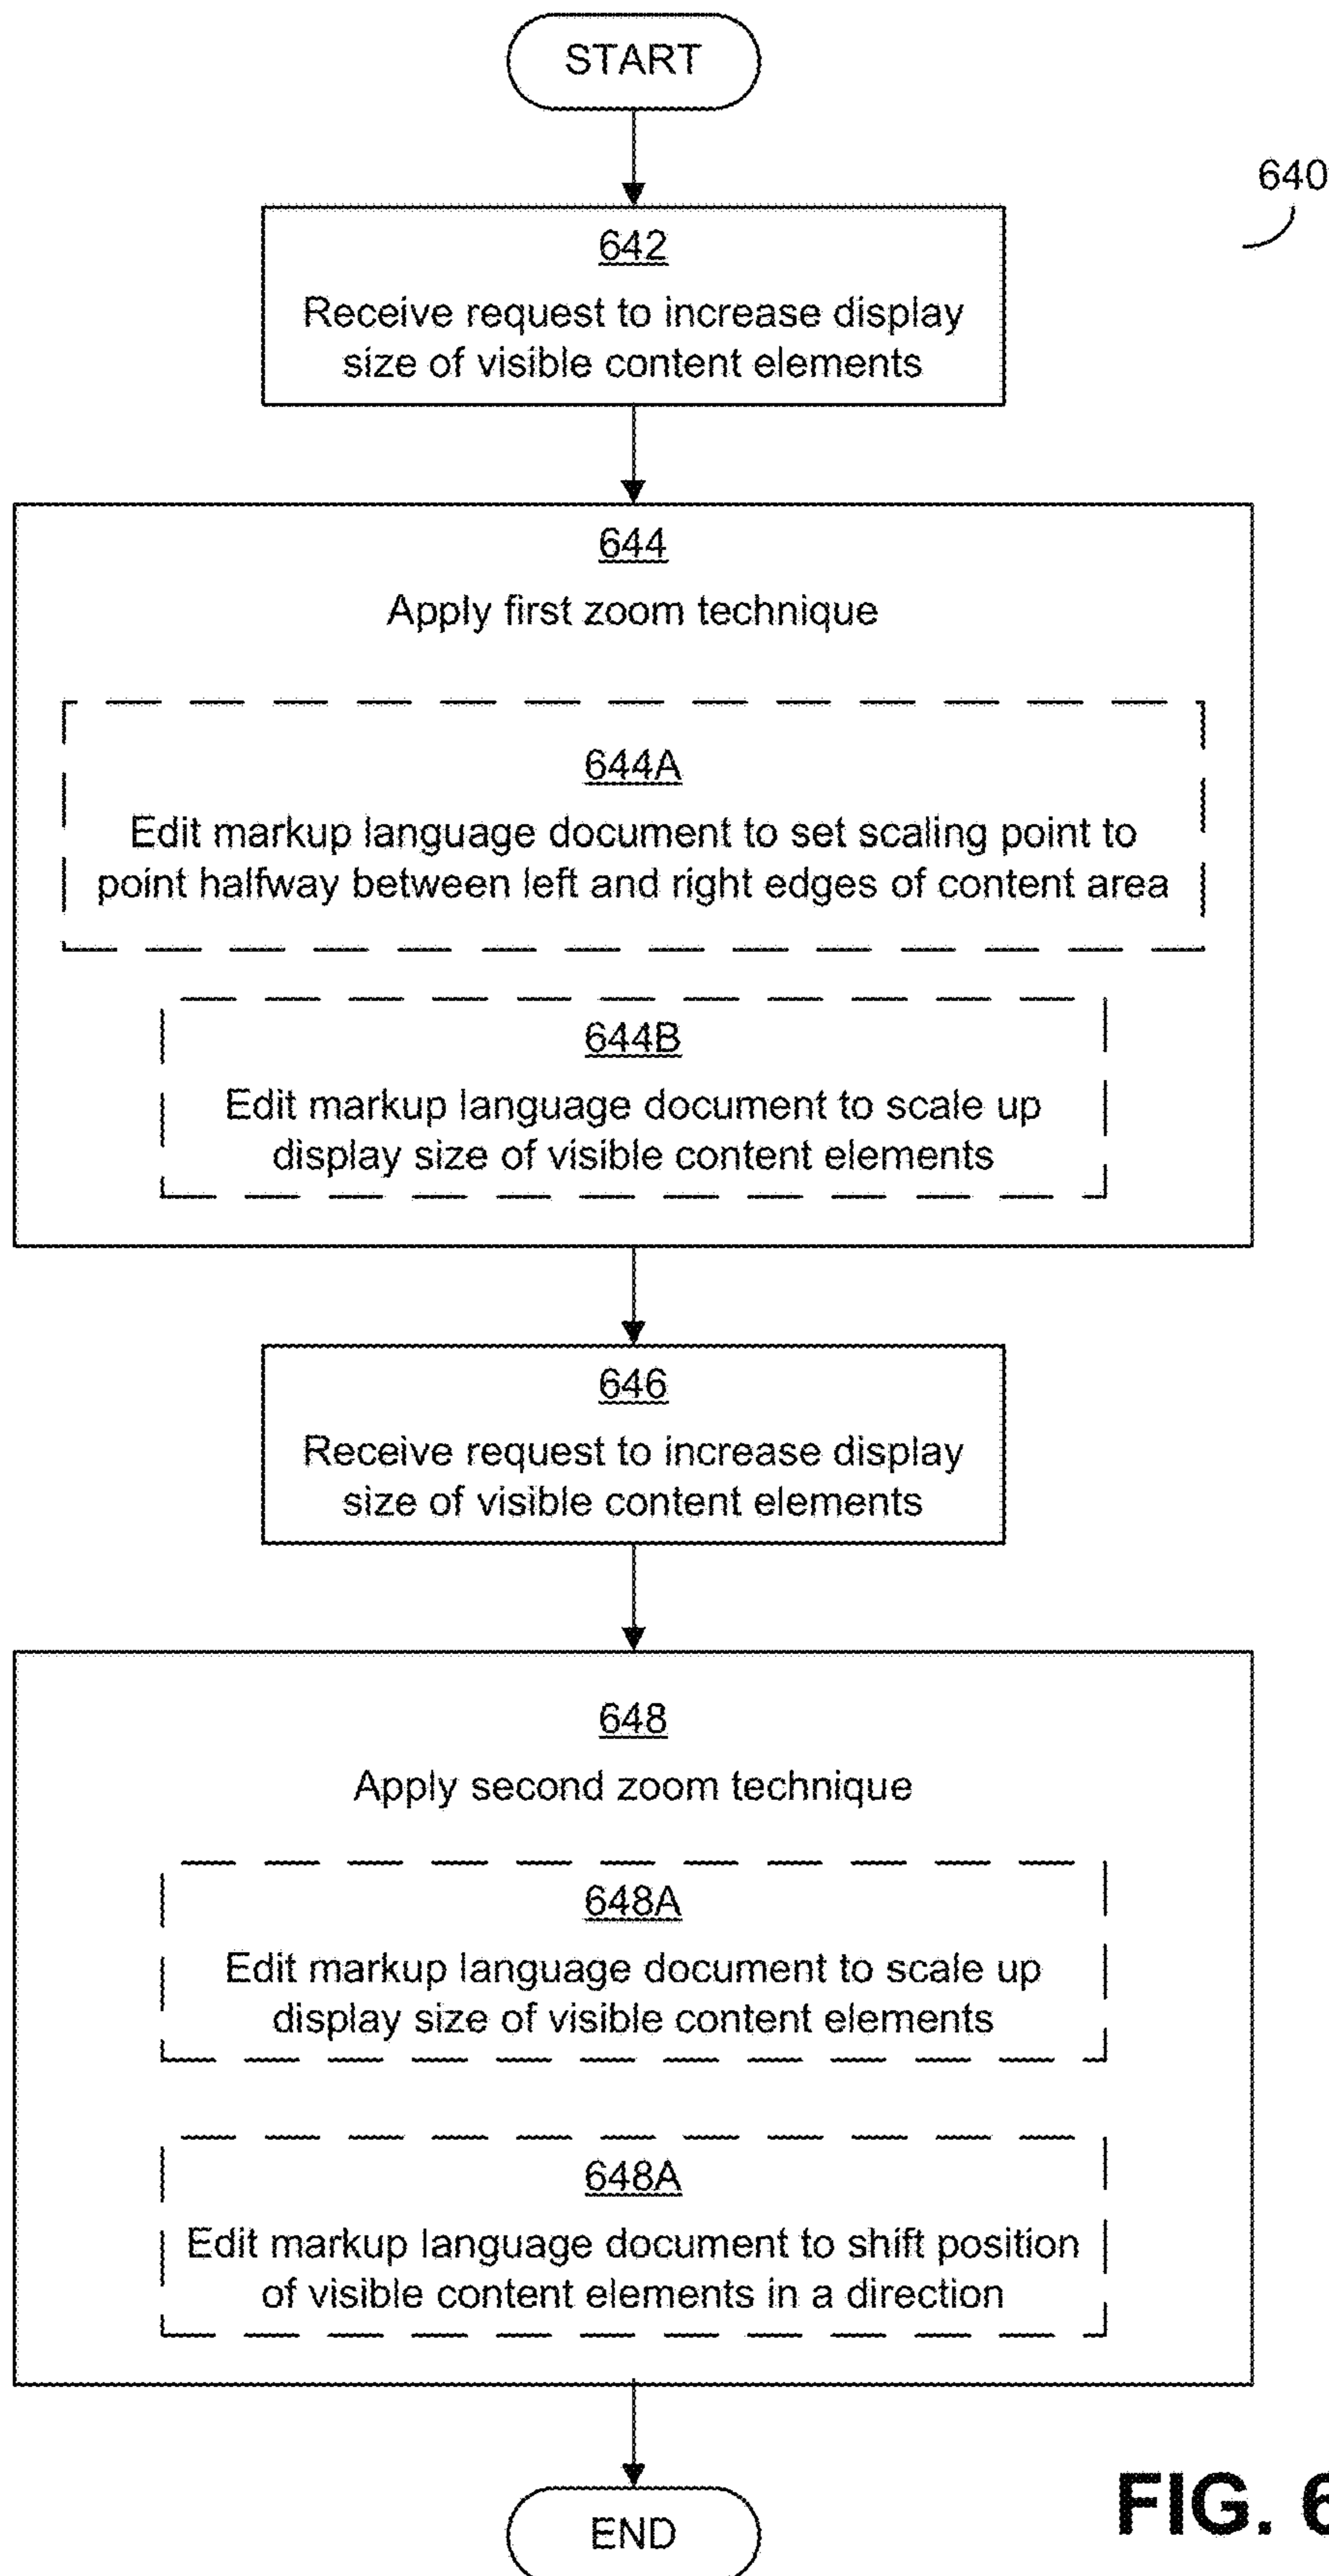 START
640
642
Receive request to increase display
size of visible content elements
644
Apply first zoom technique
644A
Edit markup language document to set scaling point to
point halfway between left and right edges of content area
644B
Edit markup language document to scale up
display size of visible content elements
646
Receive request to increase display
size of visible content elements
648
Apply second zoom technique
648A
Edit markup language document to scale up
display size of visible content elements
648A
Edit markup language document to shift position
of visible content elements in a direction
END
FIG. 6